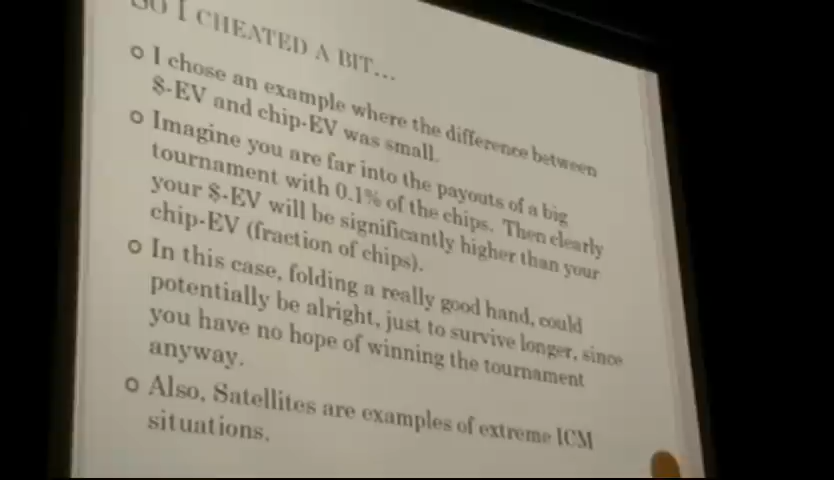 SO I CHEATED A BIT...
I chose an example where the difference between
$-EV and chip-EV was small.
Imagine you are far into the payouts of a big
tournament with 0.1% of the chips. Then clearly
your $-EV will be significantly higher than your
chip-EV (fraction of chips).
In this case, folding a really good hand, could
potentially be alright, just to survive longer, since
you have no hope of winning the tournament
anyway.
Also, Satellites are examples of extreme ICM
situations.